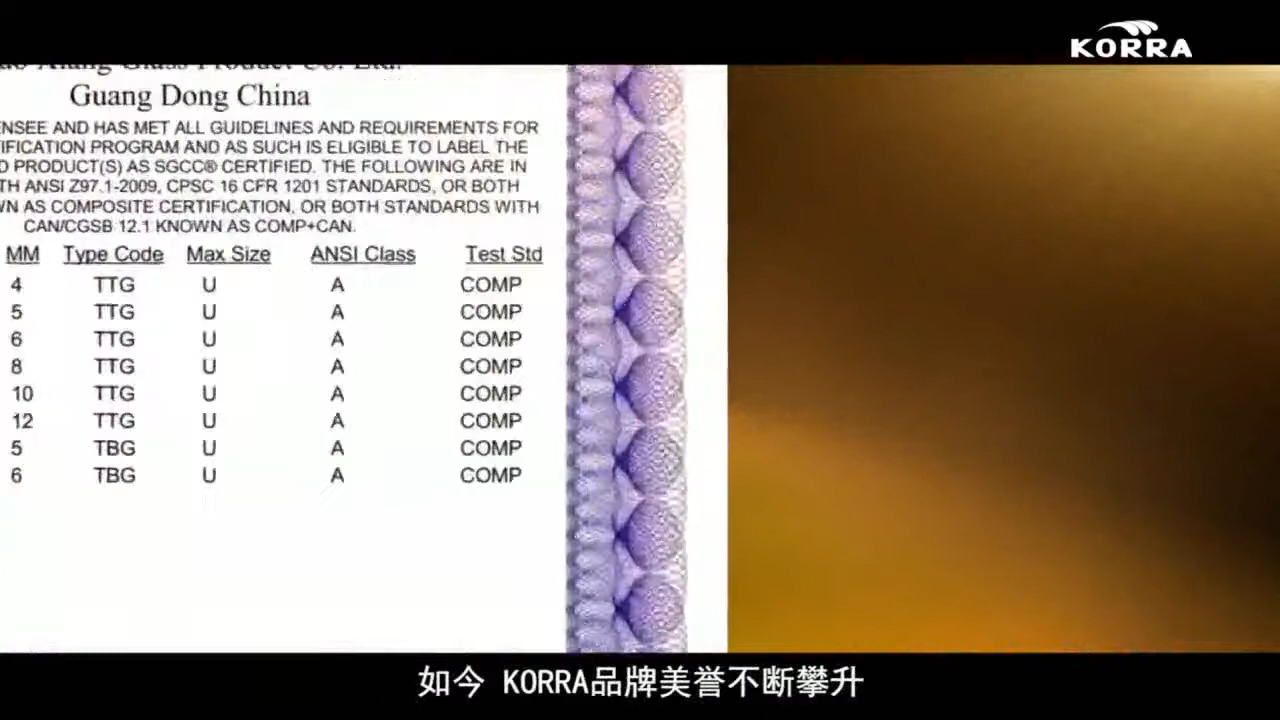 KORRA
Glass Product Co. Ltd.
Guang Dong China
AND HAS MET ALL GUIDELINES AND REQUIREMENTS FOR
PROGRAM AND AS SUCH IS ELIGIBLE TO LABEL THE
PRODUCT(S) AS SGCC® CERTIFIED. THE FOLLOWING ARE IN
ANSI Z97.1-2009, CPSC 16 CFR 1201 STANDARDS, OR BOTH
AS COMPOSITE CERTIFICATION, OR BOTH STANDARDS WITH
CAN/CGSB 12.1 KNOWN AS COMP+CAN.
MM Type Code Max Size ANSI Class Test Std
4 TTG U A COMP
5 TTG U A COMP
6 TTG U A COMP
8 TTG U A COMP
10 TTG U A COMP
12 TTG U A COMP
5 TBG U A COMP
6 TBG U A COMP
如今 KORRA品牌美誉不断攀升